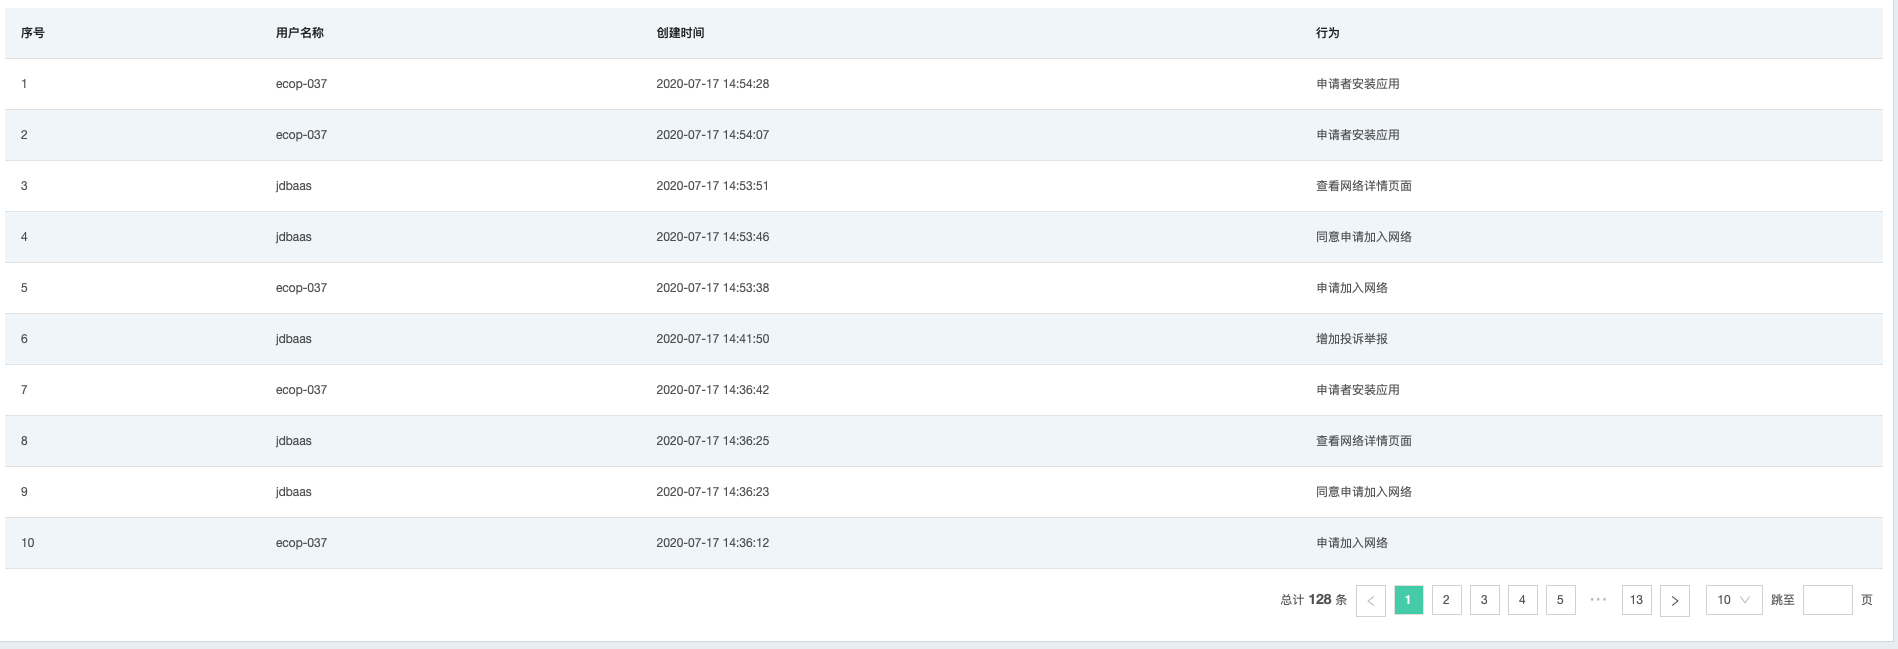 序号 用户名称 创建时间 行为
1 ecop-037 2020-07-17 14:54:28 申请者安装应用
2 ecop-037 2020-07-17 14:54:07 申请者安装应用
3 jdbaas 2020-07-17 14:53:51 查看网络详情页面
4 jdbaas 2020-07-17 14:53:46 同意申请加入网络
5 ecop-037 2020-07-17 14:53:38 申请加入网络
6 jdbaas 2020-07-17 14:41:50 增加投诉举报
7 ecop-037 2020-07-17 14:36:42 申请者安装应用
8 jdbaas 2020-07-17 14:36:25 查看网络详情页面
9 jdbaas 2020-07-17 14:36:23 同意申请加入网络
10 ecop-037 2020-07-17 14:36:12 申请加入网络
总计 128 条 < 1 2 3 4 5 ••• 13 > 10 跳至 页